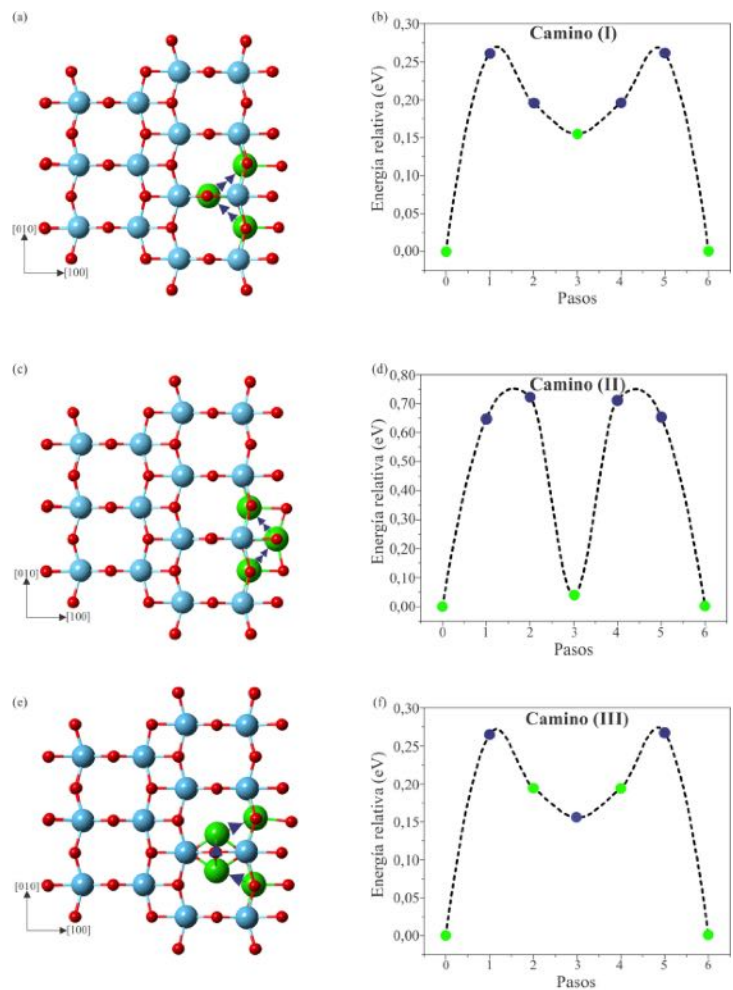 (a)
[010]
[100]
(b)
Camino (I)
Energía relativa (eV)
0,30
0,25
0,20
0,15
0,10
0,05
0,00
0 1 2 3 4 5 6
Pasos
(c)
[010]
[100]
(d)
Camino (II)
Energía relativa (eV)
0,80
0,70
0,60
0,50
0,40
0,30
0,20
0,10
0,00
0 1 2 3 4 5 6
Pasos
(e)
[010]
[100]
(f)
Camino (III)
Energía relativa (eV)
0,30
0,25
0,20
0,15
0,10
0,05
0,00
0 1 2 3 4 5 6
Pasos